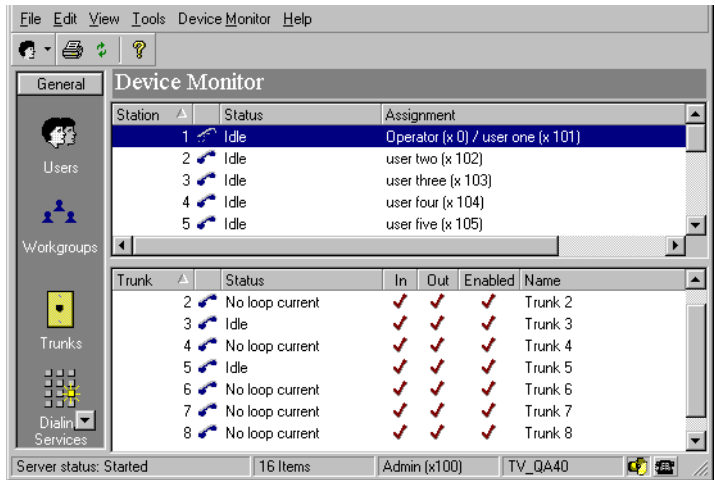 File Edit View Tools Device Monitor Help
General
Device Monitor
Users
Workgroups
Trunks
Dialin
Services
Station Status Assignment
1 Idle Operator (x 0) / user one (x 101)
2 Idle user two (x 102)
3 Idle user three (x 103)
4 Idle user four (x 104)
5 Idle user five (x 105)
Trunk Status In Out Enabled Name
2 No loop current Trunk 2
3 Idle Trunk 3
4 No loop current Trunk 4
5 Idle Trunk 5
6 No loop current Trunk 6
7 No loop current Trunk 7
8 No loop current Trunk 8
Server status: Started 16 Items Admin (x100) TV_QA40